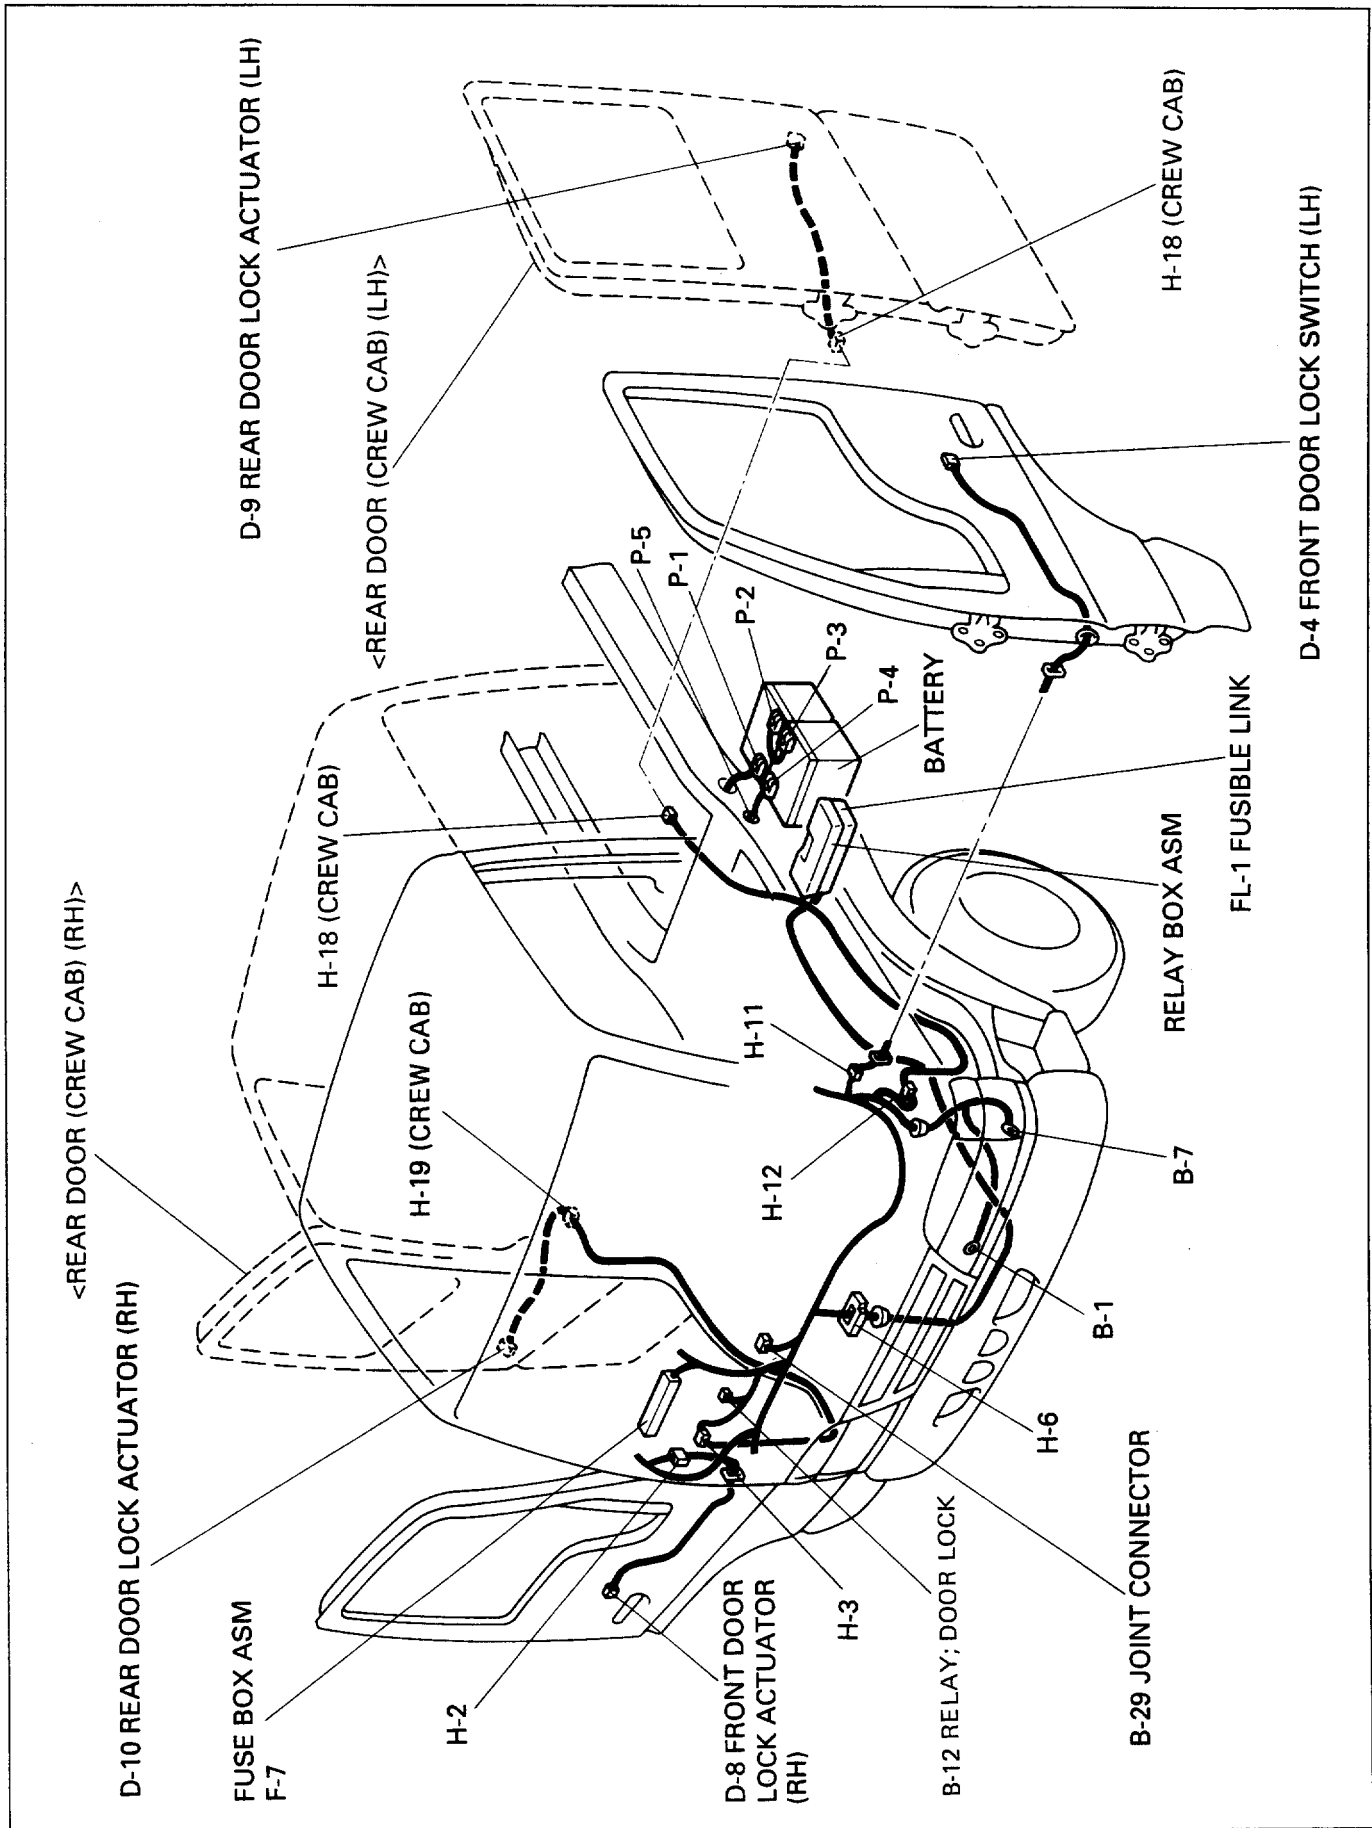 D-9 REAR DOOR LOCK ACTUATOR (LH)
<REAR DOOR (CREW CAB) (LH)>
H-18 (CREW CAB)
D-4 FRONT DOOR LOCK SWITCH (LH)
P-5
P-1
P-2
P-3
P-4
BATTERY
FL-1 FUSIBLE LINK
RELAY BOX ASM
H-18 (CREW CAB)
<REAR DOOR (CREW CAB) (RH)>
H-19 (CREW CAB)
H-11
H-12
B-7
B-1
H-6
D-10 REAR DOOR LOCK ACTUATOR (RH)
FUSE BOX ASM
F-7
H-2
D-8 FRONT DOOR
LOCK ACTUATOR
(RH)
H-3
B-12 RELAY; DOOR LOCK
B-29 JOINT CONNECTOR